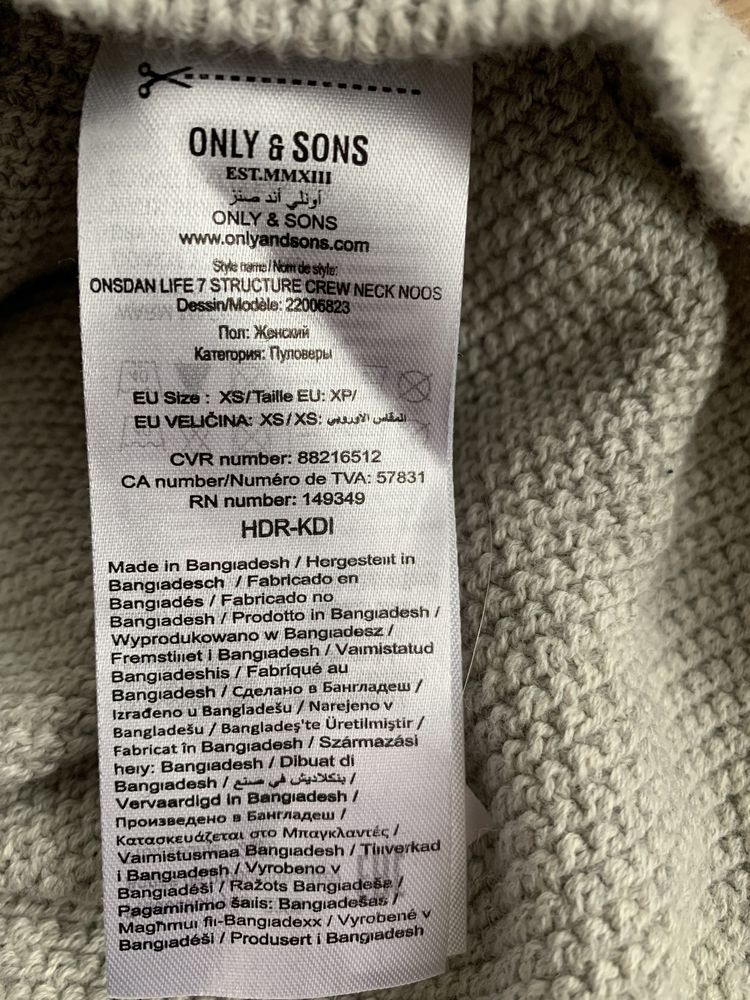 ONLY & SONS
EST.MMXIII
أونلي أند صنز
ONLY & SONS
www.onlyandsons.com
Style name / Nom de style:
ONSDAN LIFE 7 STRUCTURE CREW NECK NOOS
Dessin/Modèle: 22006823
Пол: Женский
Категория: Пуловеры
EU Size : XS/Taille EU: XP/
EU VELIČINA: XS/XS: المقاس الأوروبي
CVR number: 88216512
CA number/Numéro de TVA: 57831
RN number: 149349
HDR-KDI
Made in Bangladesh / Hergestellt in
Bangladesch / Fabricado en
Bangladés / Fabricado no
Bangladesh / Prodotto in Bangladesh /
Wyprodukowano w Bangladesz /
Fremstillet i Bangladesh / Valmistatud
Bangladeshis / Fabriqué au
Bangladesh / Сделано в Бангладеш /
Izrađeno u Bangladešu / Narejeno v
Bangladešu / Bangladeş'te Üretilmiştir /
Fabricat în Bangladesh / Származási
hely: Bangladesh / Dibuat di
Bangladesh / بنكلاديش في صنع /
Vervaardigd in Bangladesh /
Произведено в Бангладеш /
Κατασκευάζεται στο Μπαγκλαντές /
Valmistusmaa Bangladesh / Tillverkad
i Bangladesh / Vyrobeno v
Bangladéši / Ražots Bangladeša /
Pagaminimo šalis: Bangladešas /
Magħmul fil-Bangladexx / Vyrobené v
Bangladéši / Produsert i Bangladesh